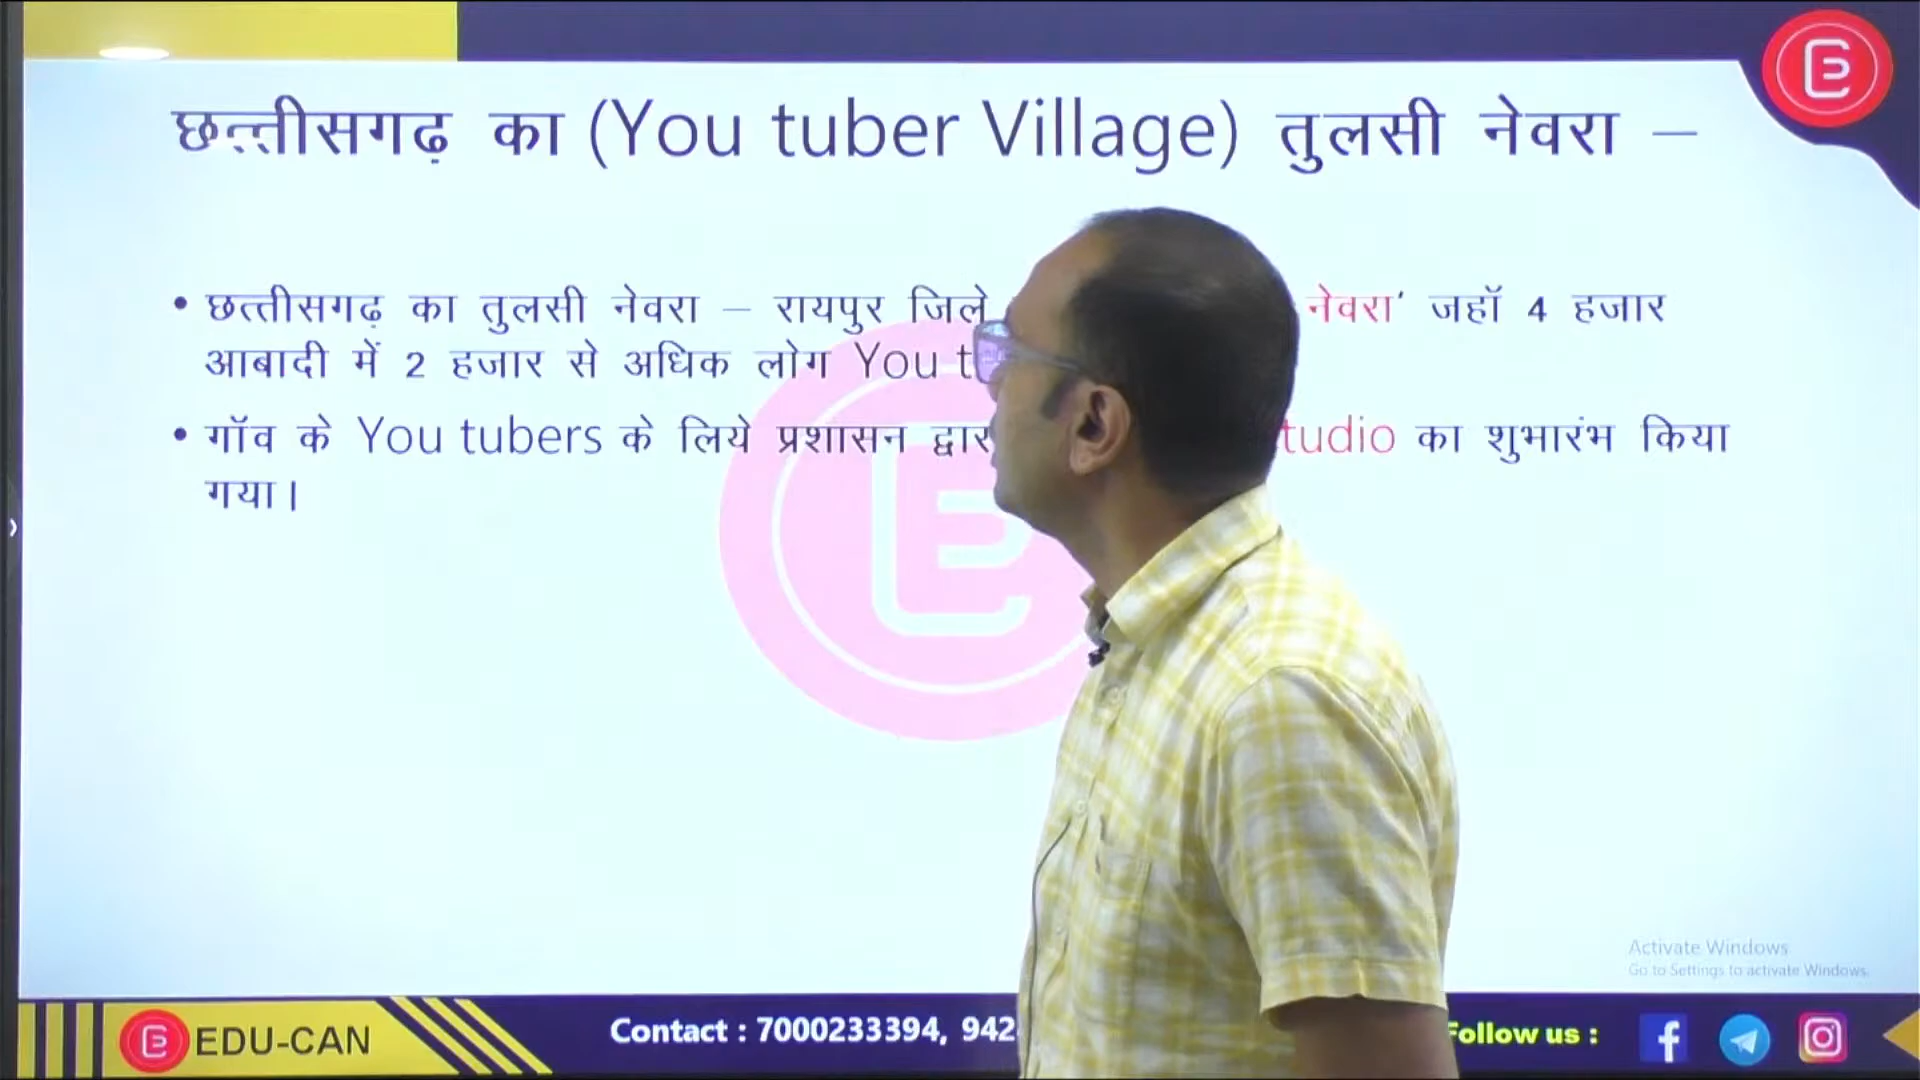 छत्तीसगढ़ का (You tuber Village) तुलसी नेवरा –
• छत्तीसगढ़ का तुलसी नेवरा – रायपुर जिले नेवरा' जहॉ 4 हजार
आबादी में 2 हजार से अधिक लोग You
• गॉव के You tubers के लिये प्रशासन का शुभारंभ किया
गया।
Activate Windows
Go to Settings to activate Windows.
EDU-CAN
Contact : 7000233394,
Follow us :